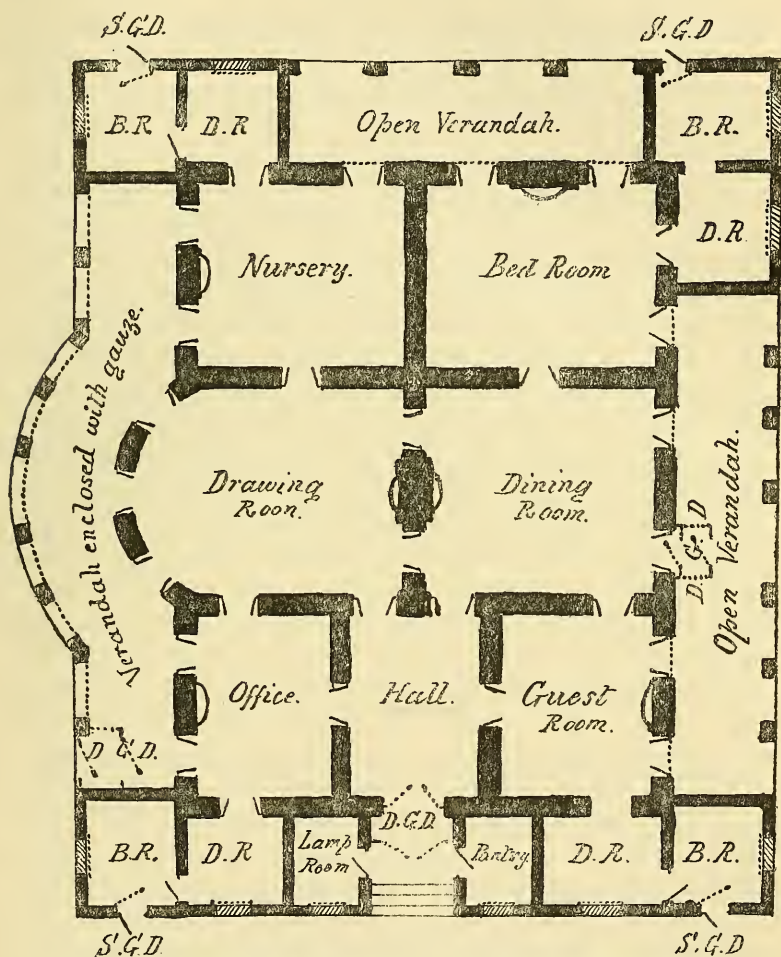 S.G.D.
S.G.D
B.R.
D.R
Open Verandah.
B.R.
D.R.
Nursery.
Bed Room
Verandah enclosed with gauze.
Drawing
Room.
Dining
Room.
D
G.
D.
Open Verandah.
Office.
Hall.
Guest
Room.
D G.D.
B.R.
D.R
Lamp
Room
D.G.D.
Pantry
D.R.
B.R.
S.G.D.
S.G.D